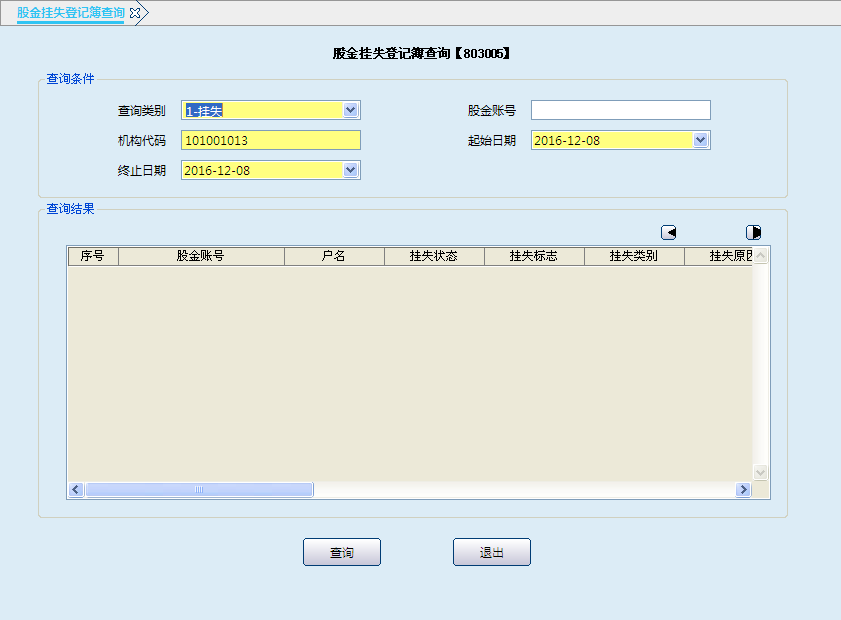 股金挂失登记簿查询
股金挂失登记簿查询【803005】
查询条件
查询类别 1-挂失 股金账号
机构代码 101001013 起始日期 2016-12-08
终止日期 2016-12-08
查询结果
序号 股金账号 户名 挂失状态 挂失标志 挂失类别 挂失原因
查询 退出